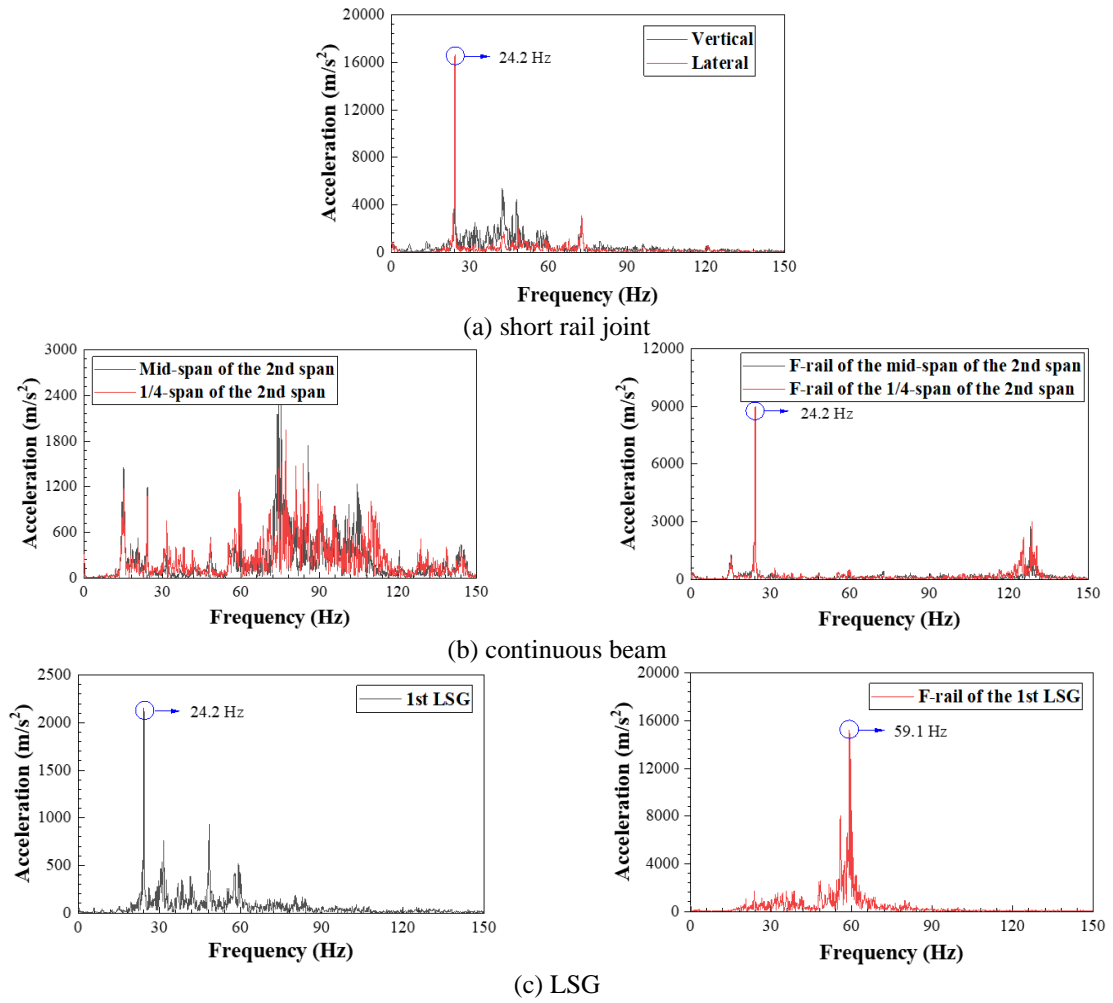 20000
16000
12000
8000
4000
0
Acceleration (m/s²)
Vertical
Lateral
24.2 Hz
0 30 60 90 120 150
Frequency (Hz)
(a) short rail joint
3000
2400
1800
1200
600
0
Acceleration (m/s²)
Mid-span of the 2nd span
1/4-span of the 2nd span
0 30 60 90 120 150
Frequency (Hz)
12000
9000
6000
3000
0
Acceleration (m/s²)
F-rail of the mid-span of the 2nd span
F-rail of the 1/4-span of the 2nd span
24.2 Hz
0 30 60 90 120 150
Frequency (Hz)
(b) continuous beam
2500
2000
1500
1000
500
0
Acceleration (m/s²)
1st LSG
24.2 Hz
0 30 60 90 120 150
Frequency (Hz)
20000
16000
12000
8000
4000
0
Acceleration (m/s²)
F-rail of the 1st LSG
59.1 Hz
0 30 60 90 120 150
Frequency (Hz)
(c) LSG